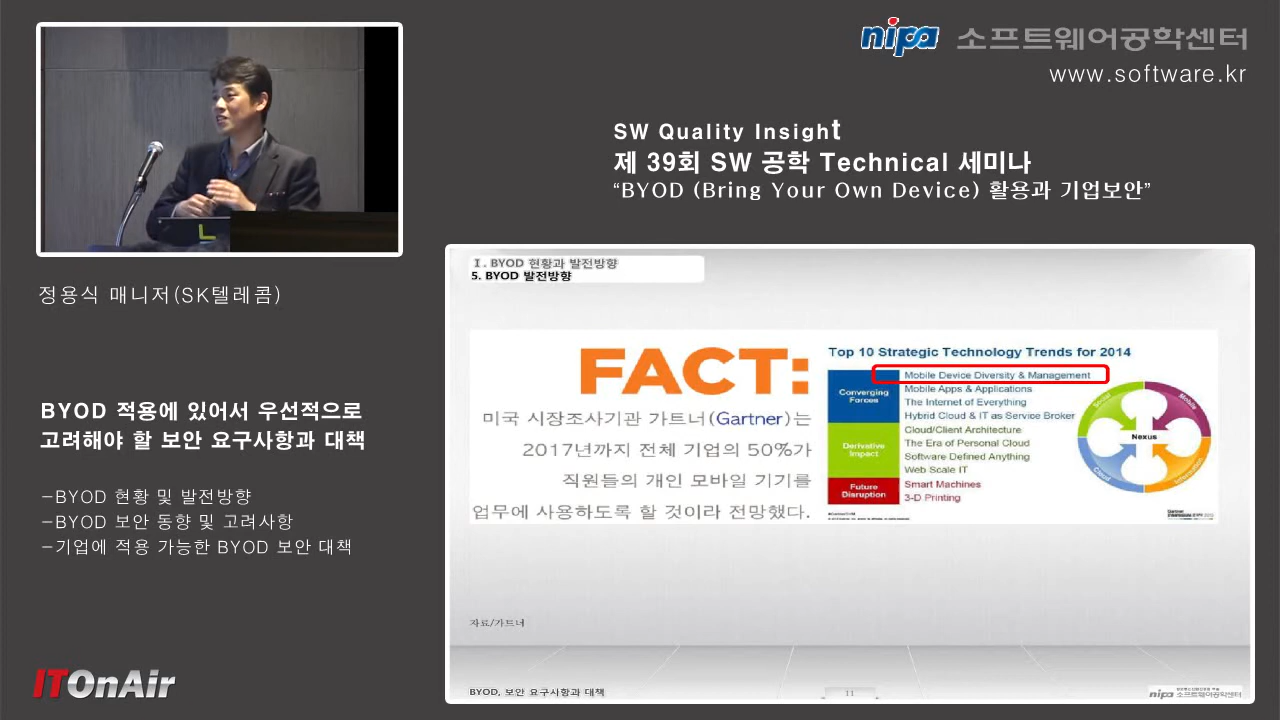 nipa 소프트웨어공학센터
www.software.kr
SW Quality Insight
제 39회 SW 공학 Technical 세미나
“BYOD (Bring Your Own Device) 활용과 기업보안”
정용식 매니저(SK텔레콤)
BYOD 적용에 있어서 우선적으로
고려해야 할 보안 요구사항과 대책
-BYOD 현황 및 발전방향
-BYOD 보안 동향 및 고려사항
-기업에 적용 가능한 BYOD 보안 대책
ITOnAir
I. BYOD 현황과 발전방향
5. BYOD 발전방향
FACT:
미국 시장조사기관 가트너(Gartner)는
2017년까지 전체 기업의 50%가
직원들의 개인 모바일 기기를
업무에 사용하도록 할 것이라 전망했다.
Top 10 Strategic Technology Trends for 2014
Converging
Forces
Mobile Device Diversity & Management
Mobile Apps & Applications
The Internet of Everything
Hybrid Cloud & IT as Service Broker
Derivative
Impact
Cloud/Client Architecture
The Era of Personal Cloud
Software Defined Anything
Web Scale IT
Future
Disruption
Smart Machines
3-D Printing
Social
Mobile
Nexus
Cloud
Information
자료/가트너
BYOD, 보안 요구사항과 대책
11
nipa 소프트웨어공학센터